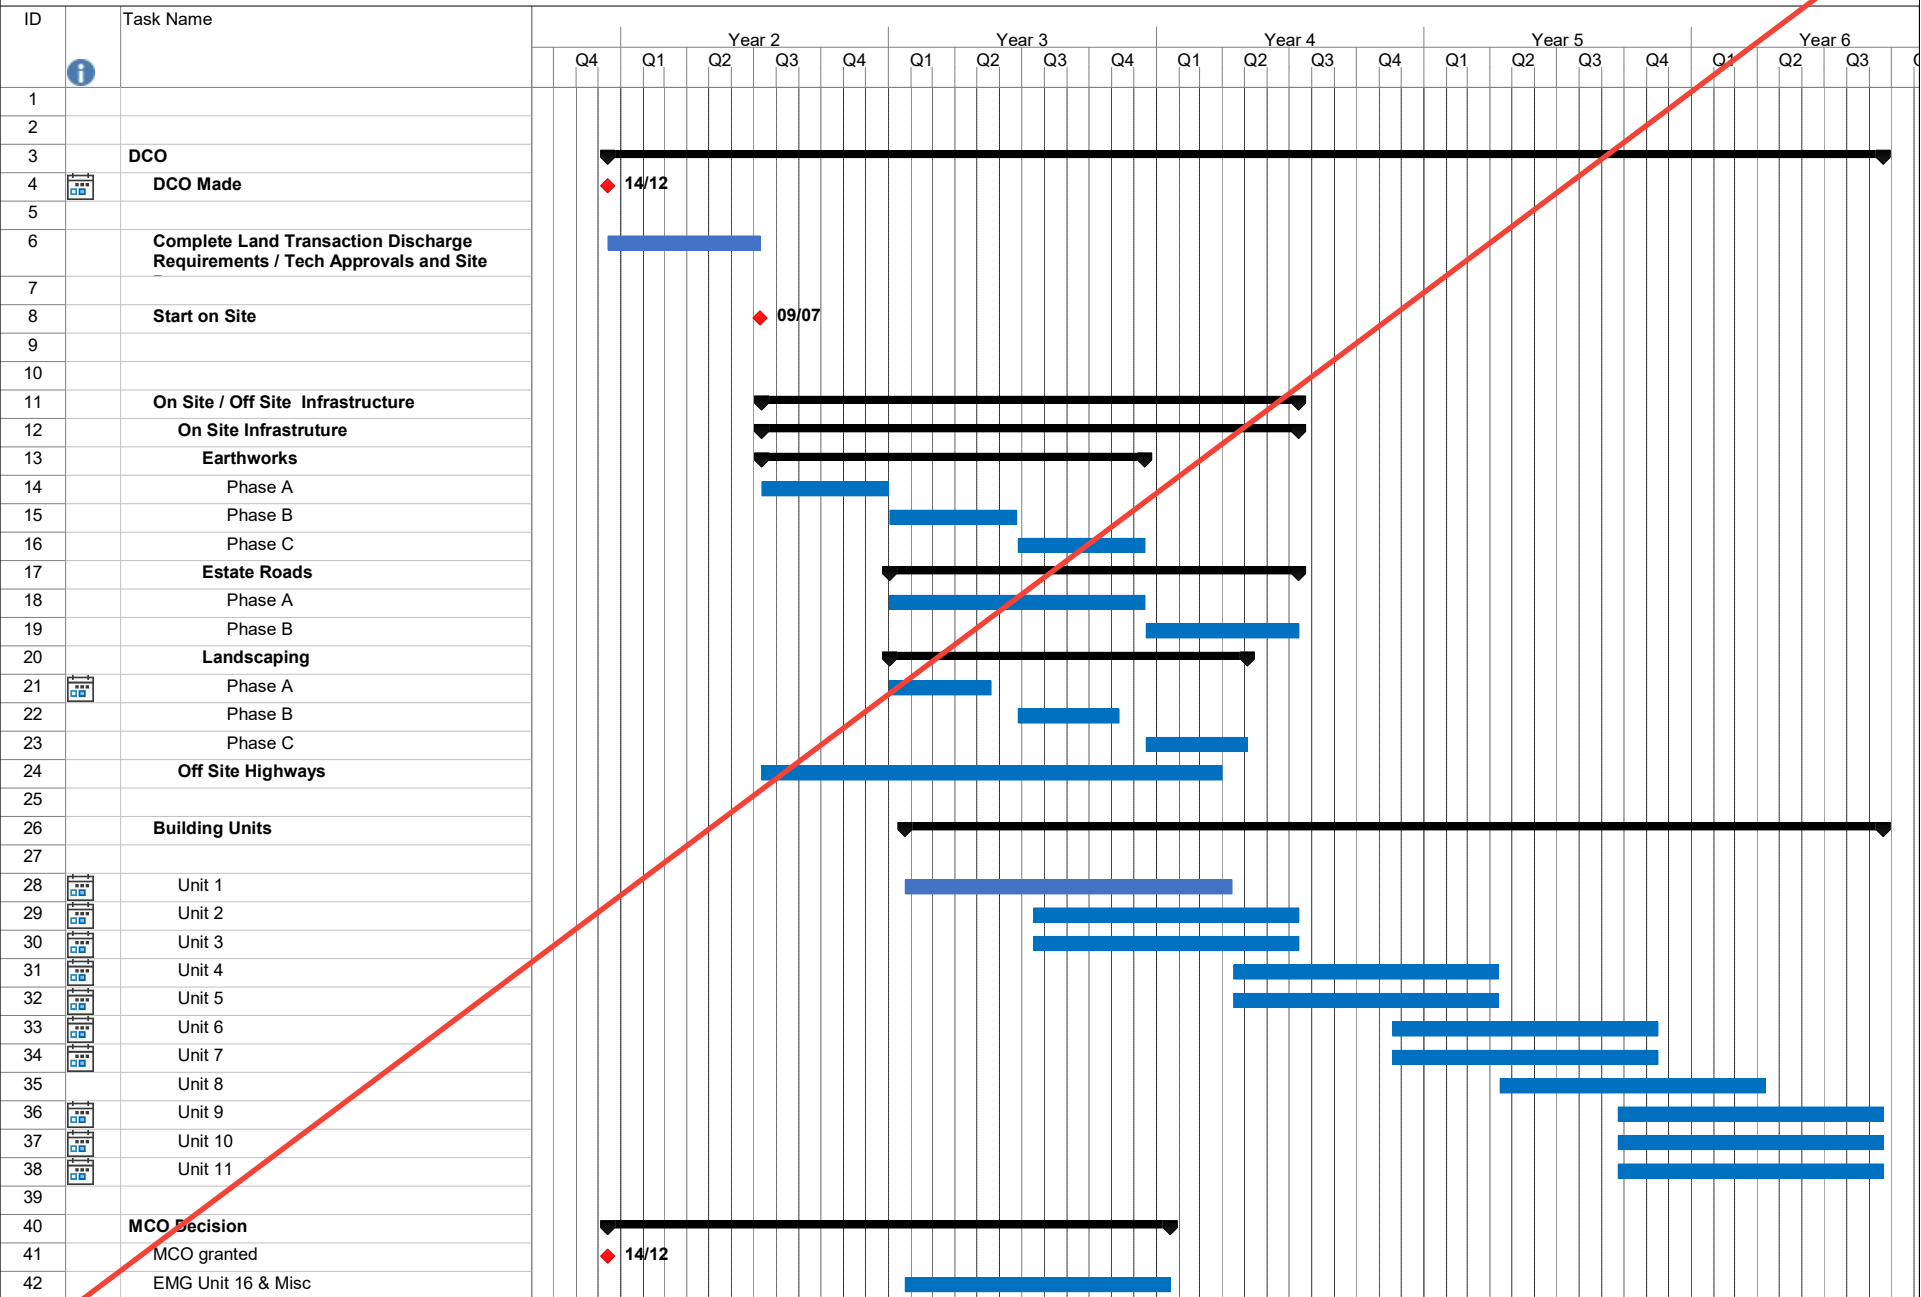 ID Task Name
Year 2 Year 3 Year 4 Year 5 Year 6
Q4 Q1 Q2 Q3 Q4 Q1 Q2 Q3 Q4 Q1 Q2 Q3 Q4 Q1 Q2 Q3 Q4 Q1 Q2 Q3
1
2
3 DCO
4 DCO Made 14/12
5
6 Complete Land Transaction Discharge
Requirements / Tech Approvals and Site
7
8 Start on Site 09/07
9
10
11 On Site / Off Site Infrastructure
12 On Site Infrastruture
13 Earthworks
14 Phase A
15 Phase B
16 Phase C
17 Estate Roads
18 Phase A
19 Phase B
20 Landscaping
21 Phase A
22 Phase B
23 Phase C
24 Off Site Highways
25
26 Building Units
27
28 Unit 1
29 Unit 2
30 Unit 3
31 Unit 4
32 Unit 5
33 Unit 6
34 Unit 7
35 Unit 8
36 Unit 9
37 Unit 10
38 Unit 11
39
40 MCO Decision
41 MCO granted 14/12
42 EMG Unit 16 & Misc